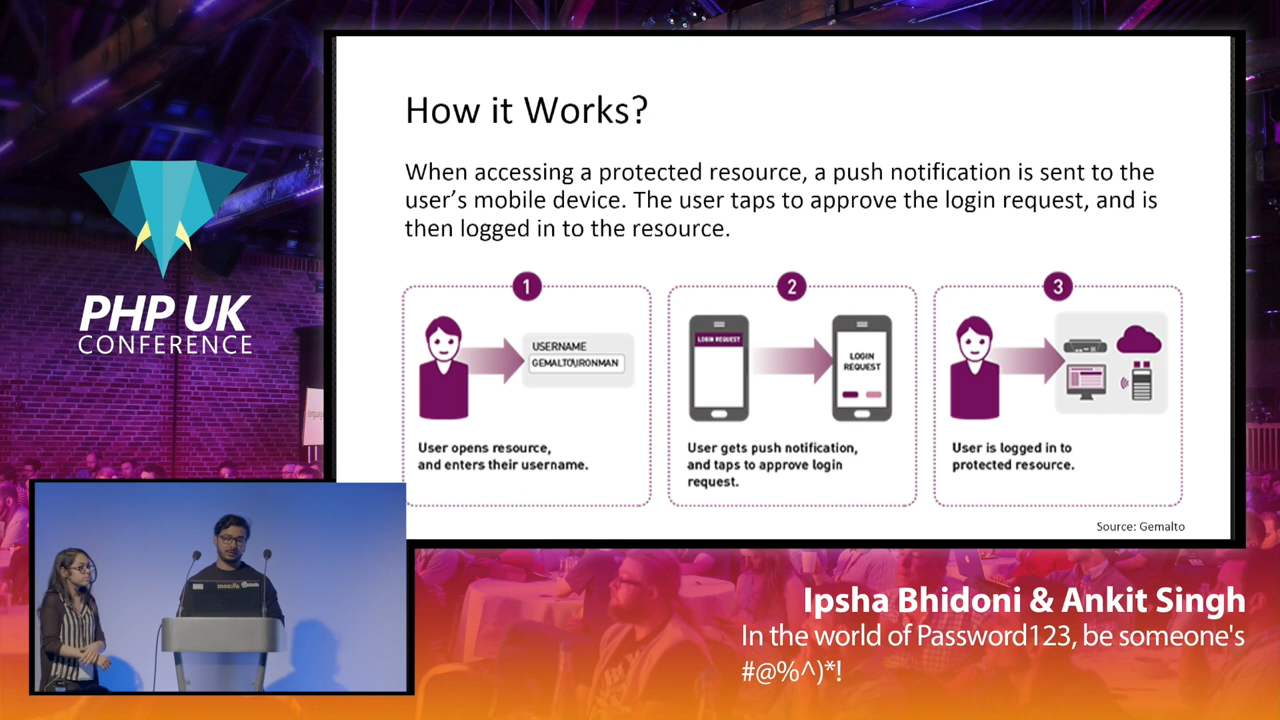 How it Works?
When accessing a protected resource, a push notification is sent to the
user's mobile device. The user taps to approve the login request, and is
then logged in to the resource.
1
USERNAME
GEMALTO\IRONMAN
User opens resource,
and enters their username.
2
LOGIN REQUEST
LOGIN
REQUEST
User gets push notification,
and taps to approve login
request.
3
User is logged in to
protected resource.
Source: Gemalto
PHP UK
CONFERENCE
mozilla
Ipsha Bhidoni & Ankit Singh
In the world of Password123, be someone's
#@%^)*!